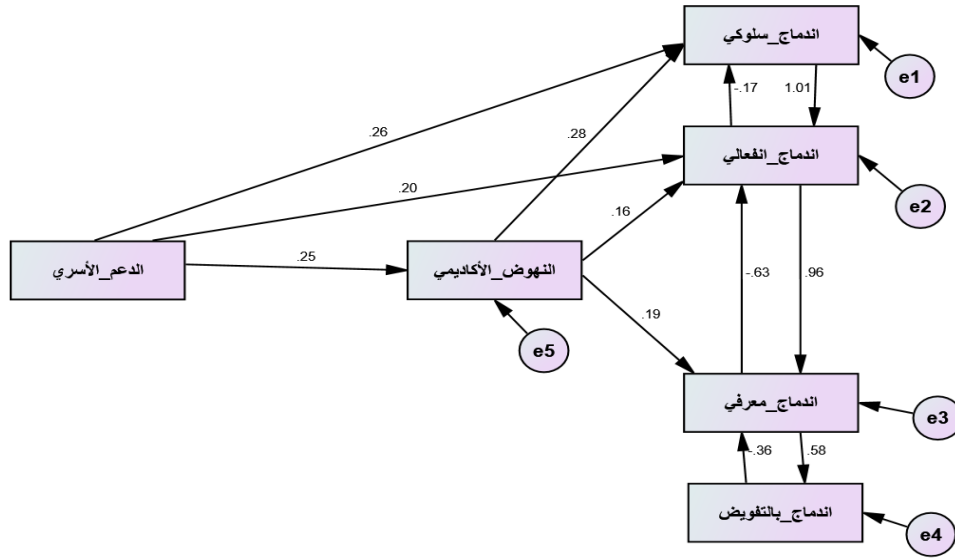 اندماج_سلوكي
e1
-.17
1.01
.26
.28
اندماج_انفعالي
e2
.20
.16
الدعم_الأسري
.25
النهوض_الأكاديمي
-.63
.96
.19
e5
اندماج_معرفي
e3
-.36
.58
اندماج_بالتفويض
e4